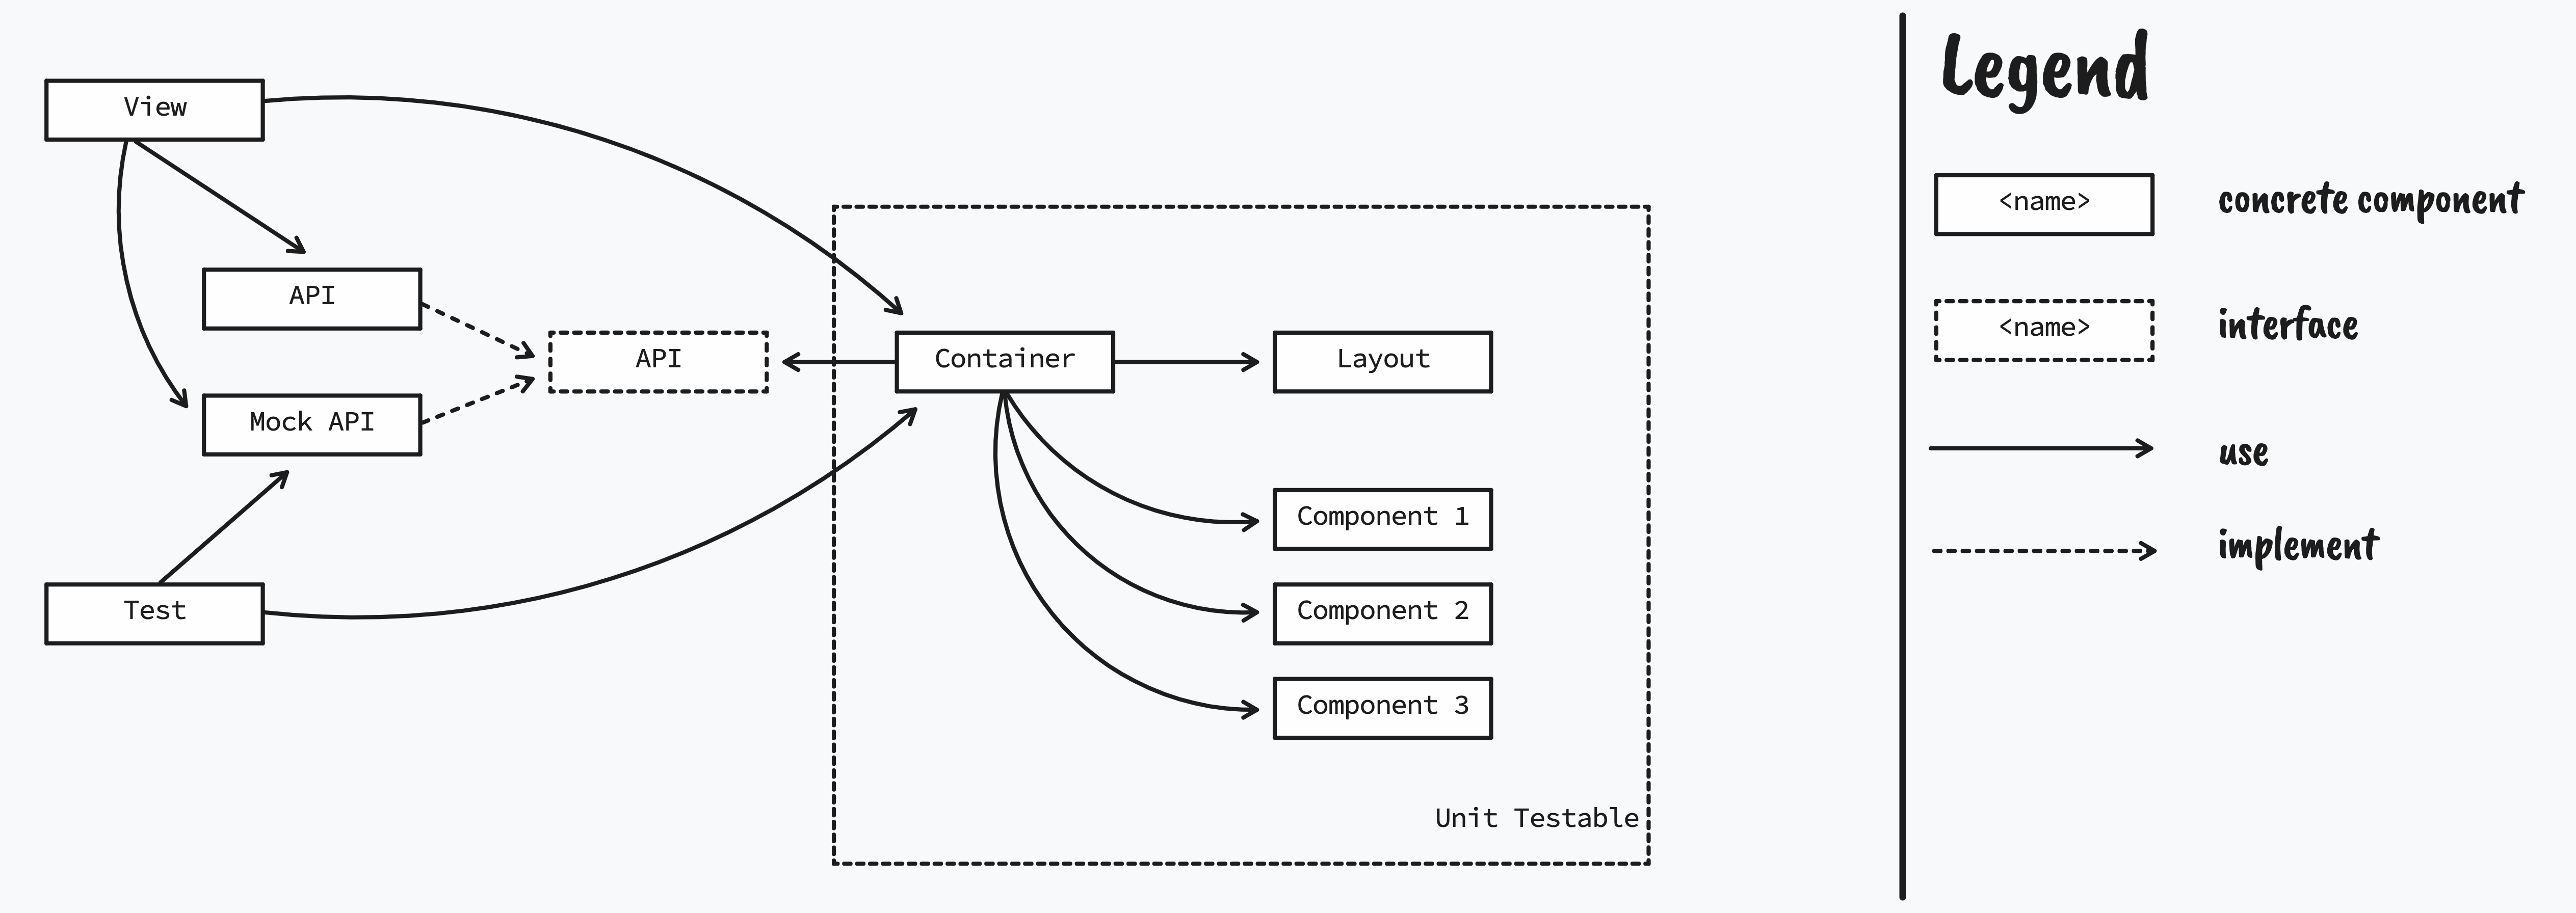 View
API
Mock API
Test
API
Container
Layout
Component 1
Component 2
Component 3
Unit Testable
Legend
<name>
concrete component
<name>
interface
use
implement